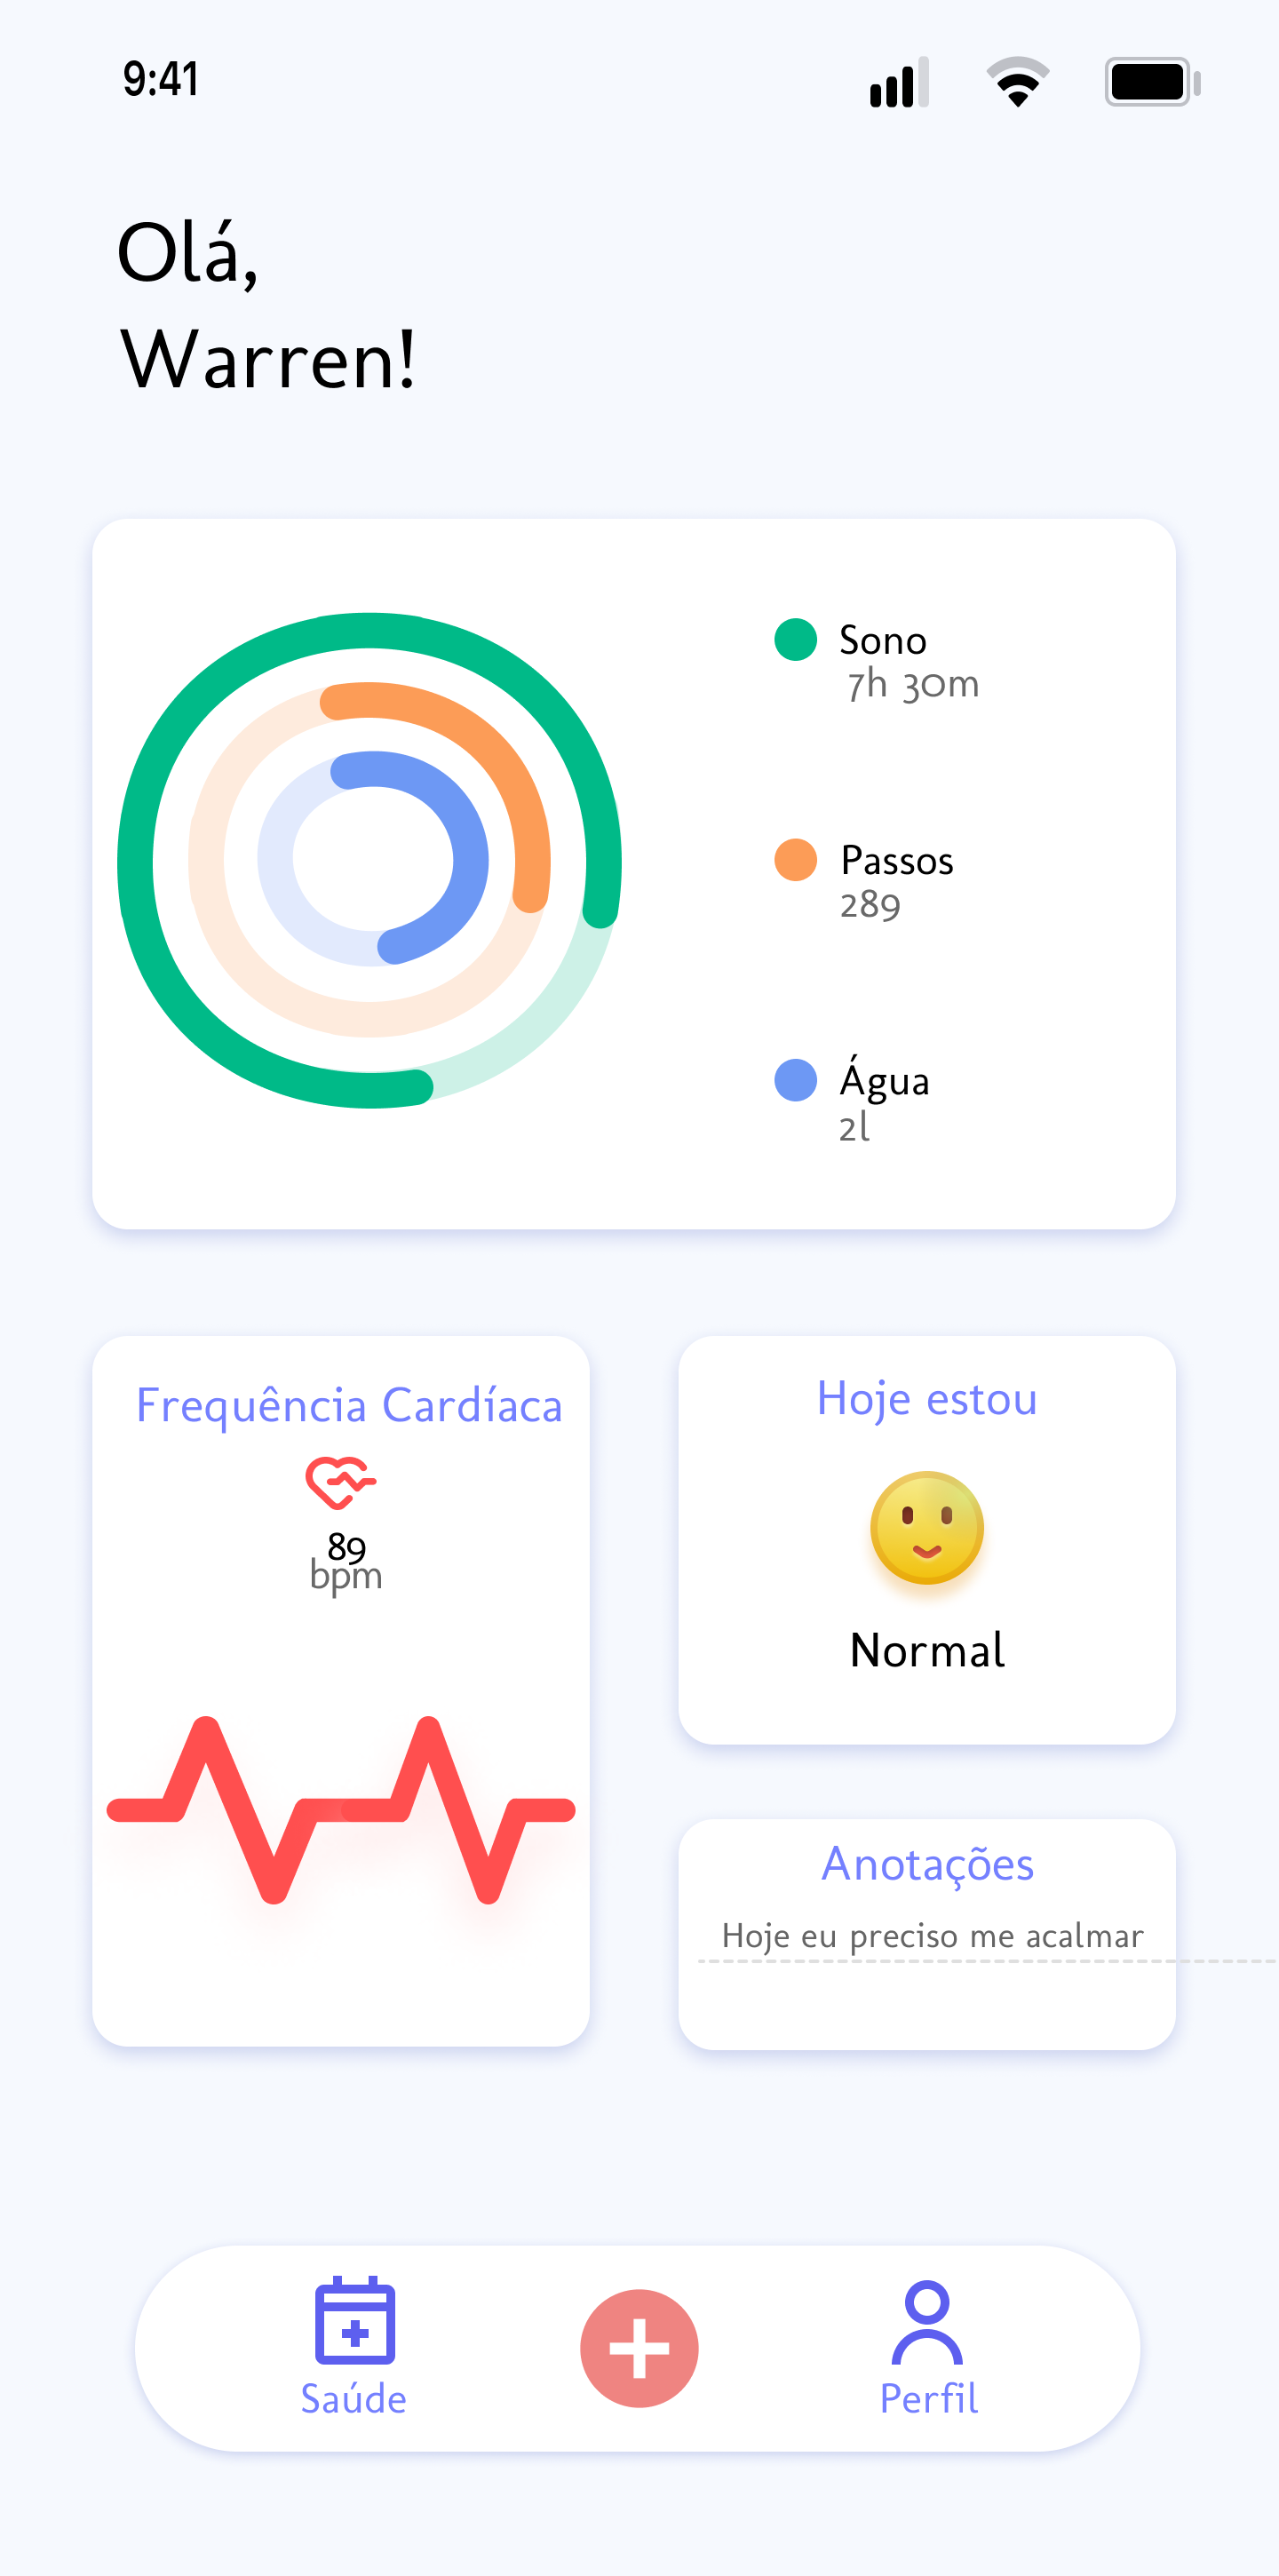 9:41
Olá,
Warren!
Sono
7h 30m
Passos
289
Água
2l
Frequência Cardíaca
89
bpm
Hoje estou
Normal
Anotações
Hoje eu preciso me acalmar
Saúde
Perfil